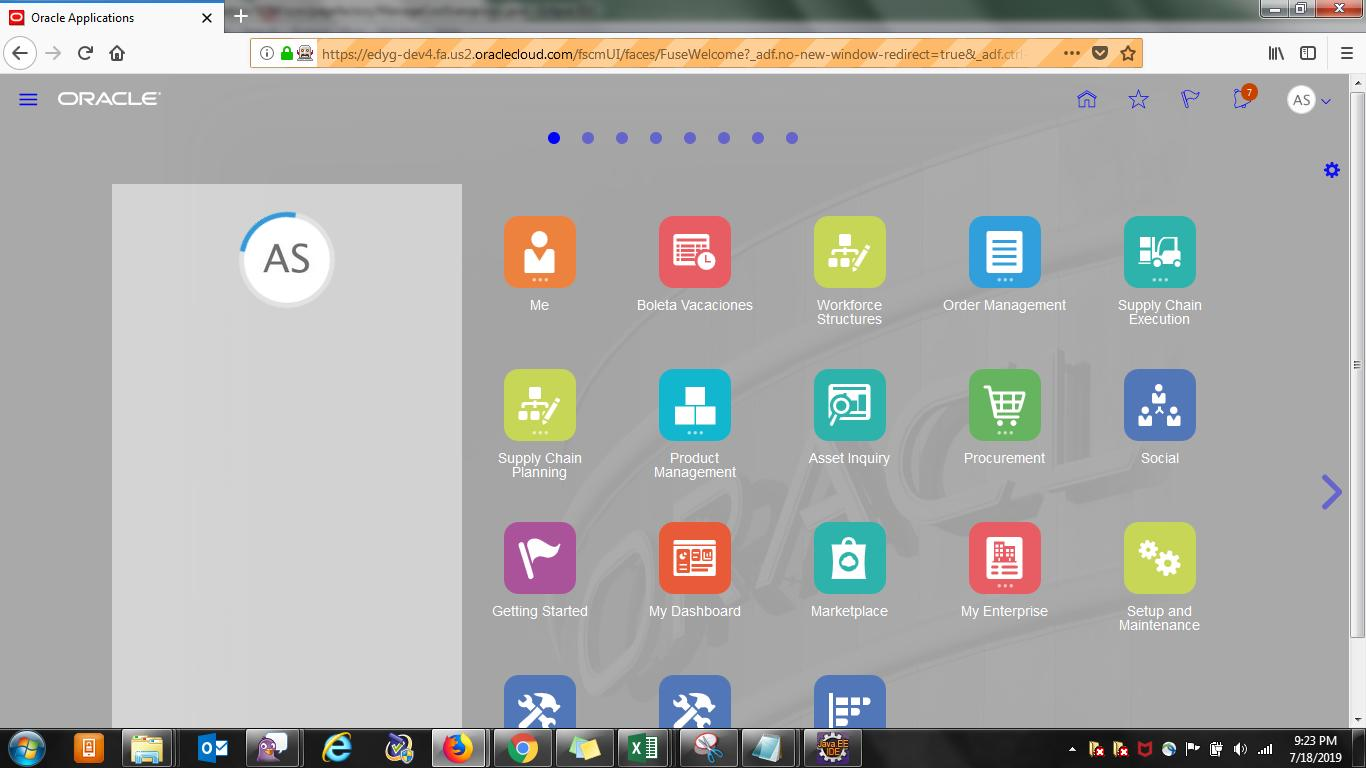 Oracle Applications
https://edyg-dev4.fa.us2.oraclecloud.com/fscmUI/faces/FuseWelcome?_adf.no-new-window-redirect=true&_adf.ctrl-
ORACLE
7
AS
AS
Me
Boleta Vacaciones
Workforce
Structures
Order Management
Supply Chain
Execution
Supply Chain
Planning
Product
Management
Asset Inquiry
Procurement
Social
Getting Started
My Dashboard
Marketplace
My Enterprise
Setup and
Maintenance
ORACL
Java EE
IDE
9:23 PM
7/18/2019